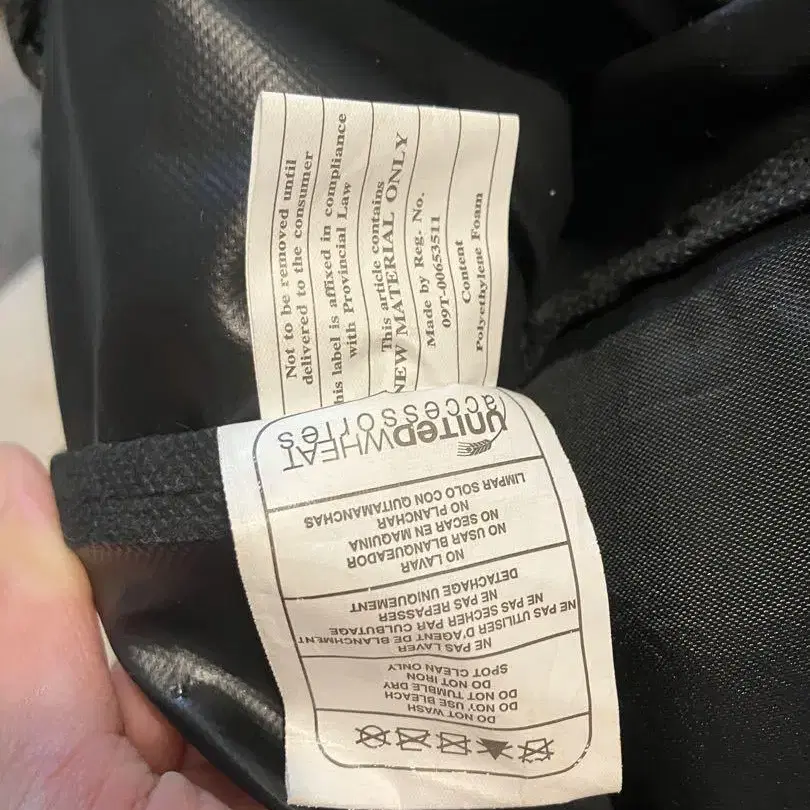 Not to be removed until
delivered to the consumer
his label is affixed in compliance
with Provincial Law
This article contains
NEW MATERIAL ONLY
Made by Reg. No.
09T-00653511
Content
Polyethylene Foam
DO NOT WASH
DO NOY USE BLEACH
DO NOT TUMBLE DRY
DO NOT IRON
SPOT CLEAN ONLY
NE PAS LAVER
NE PAS UTILISER D'AGENT DE BLANCHMENT
NE PAS SECHER PAR CULBUTAGE
NE PAS REPASSER
DETACHAGE UNIQUEMENT
NO LAVAR
NO USAR BLANQUEADOR
NO SECAR EN MAQUINA
NO PLANCHAR
LIMPAR SOLO CON QUITAMANCHAS
UNITEDWHEAT
accessories